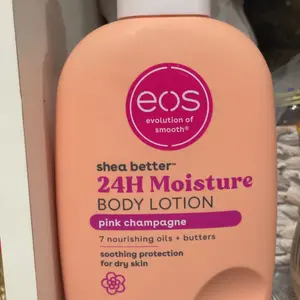 eos
evolution of
smooth®
shea better™
24H Moisture
BODY LOTION
pink champagne
7 nourishing oils + butters
soothing protection
for dry skin